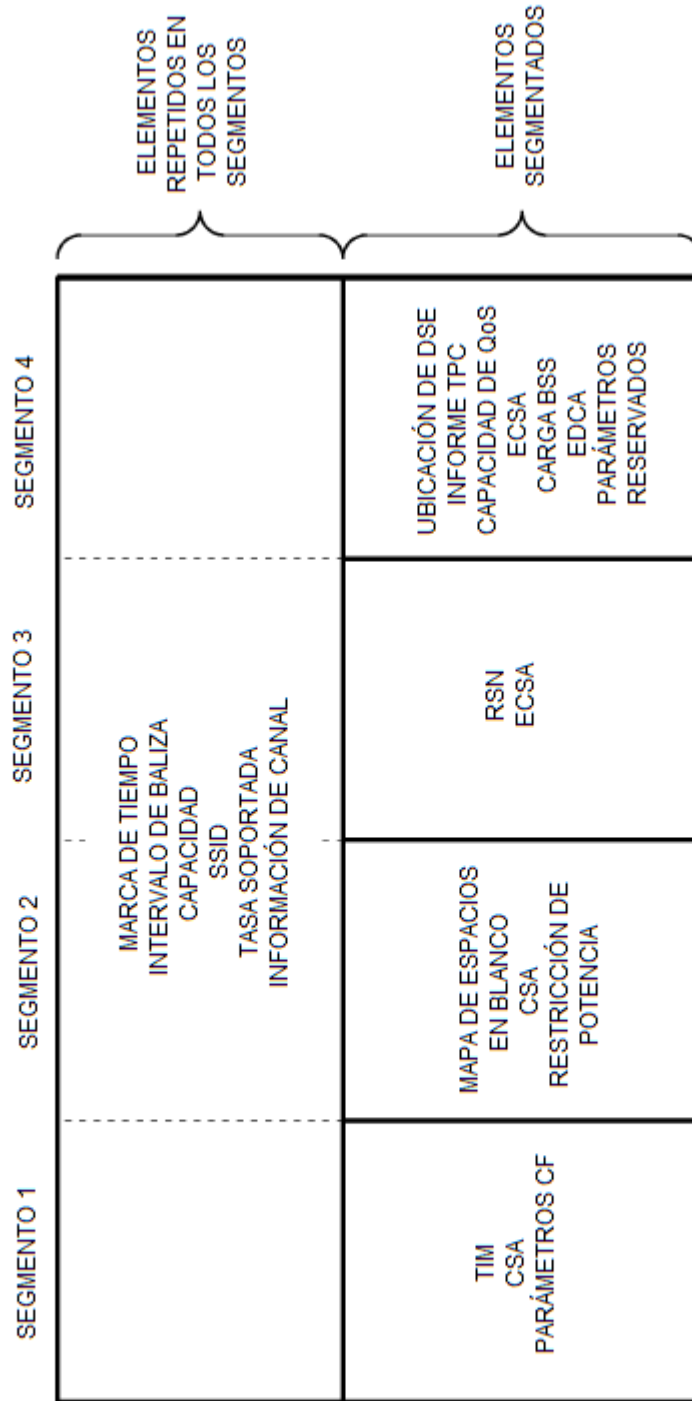 SEGMENTO 1
SEGMENTO 2
SEGMENTO 3
SEGMENTO 4
MARCA DE TIEMPO
INTERVALO DE BALIZA
CAPACIDAD
SSID
TASA SOPORTADA
INFORMACIÓN DE CANAL
ELEMENTOS
REPETIDOS EN
TODOS LOS
SEGMENTOS
TIM
CSA
PARÁMETROS CF
MAPA DE ESPACIOS
EN BLANCO
CSA
RESTRICCIÓN DE
POTENCIA
RSN
ECSA
UBICACIÓN DE DSE
INFORME TPC
CAPACIDAD DE QoS
ECSA
CARGA BSS
EDCA
PARÁMETROS
RESERVADOS
ELEMENTOS
SEGMENTADOS